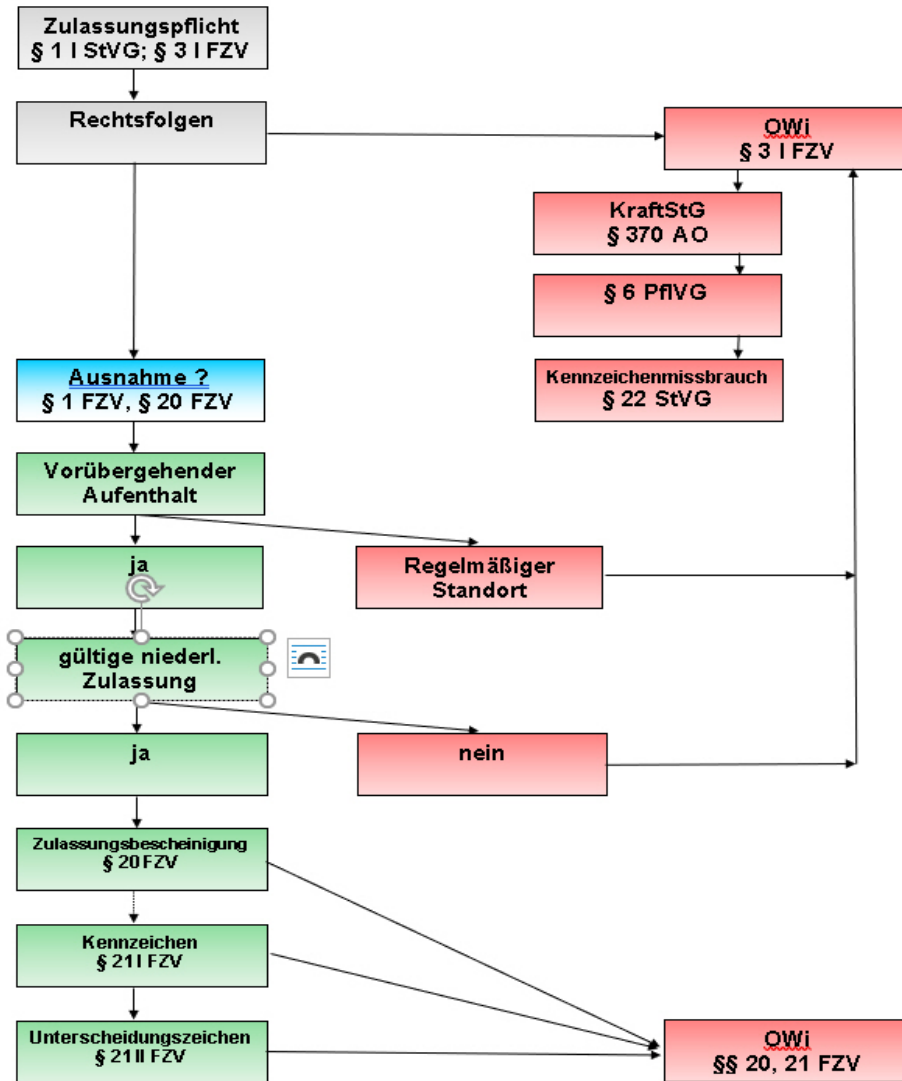 Zulassungspflicht
§ 1 I StVG; § 3 I FZV
Rechtsfolgen
OWi
§ 3 I FZV
KraftStG
§ 370 AO
§ 6 PflVG
Kennzeichenmissbrauch
§ 22 StVG
Ausnahme ?
§ 1 FZV, § 20 FZV
Vorübergehender
Aufenthalt
ja
Regelmäßiger
Standort
gültige niederl.
Zulassung
ja
nein
Zulassungsbescheinigung
§ 20 FZV
Kennzeichen
§ 21 I FZV
Unterscheidungszeichen
§ 21 II FZV
OWi
§§ 20, 21 FZV